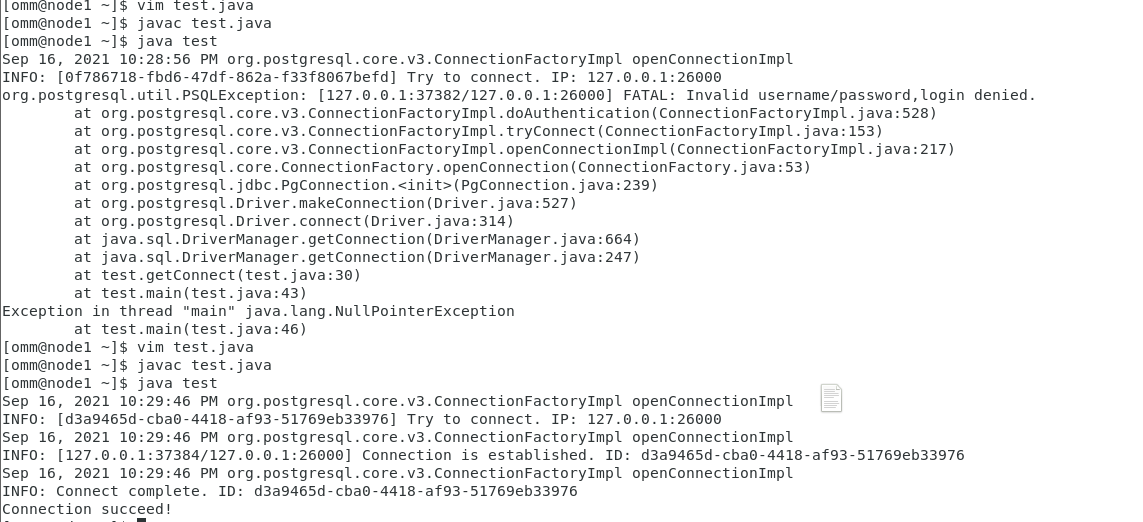 [omm@node1 ~]$ vim test.java
[omm@node1 ~]$ javac test.java
[omm@node1 ~]$ java test
Sep 16, 2021 10:28:56 PM org.postgresql.core.v3.ConnectionFactoryImpl openConnectionImpl
INFO: [0f786718-fbd6-47df-862a-f33f8067befd] Try to connect. IP: 127.0.0.1:26000
org.postgresql.util.PSQLException: [127.0.0.1:37382/127.0.0.1:26000] FATAL: Invalid username/password,login denied.
        at org.postgresql.core.v3.ConnectionFactoryImpl.doAuthentication(ConnectionFactoryImpl.java:528)
        at org.postgresql.core.v3.ConnectionFactoryImpl.tryConnect(ConnectionFactoryImpl.java:153)
        at org.postgresql.core.v3.ConnectionFactoryImpl.openConnectionImpl(ConnectionFactoryImpl.java:217)
        at org.postgresql.core.ConnectionFactory.openConnection(ConnectionFactory.java:53)
        at org.postgresql.jdbc.PgConnection.<init>(PgConnection.java:239)
        at org.postgresql.Driver.makeConnection(Driver.java:527)
        at org.postgresql.Driver.connect(Driver.java:314)
        at java.sql.DriverManager.getConnection(DriverManager.java:664)
        at java.sql.DriverManager.getConnection(DriverManager.java:247)
        at test.getConnect(test.java:30)
        at test.main(test.java:43)
Exception in thread "main" java.lang.NullPointerException
        at test.main(test.java:46)
[omm@node1 ~]$ vim test.java
[omm@node1 ~]$ javac test.java
[omm@node1 ~]$ java test
Sep 16, 2021 10:29:46 PM org.postgresql.core.v3.ConnectionFactoryImpl openConnectionImpl
INFO: [d3a9465d-cba0-4418-af93-51769eb33976] Try to connect. IP: 127.0.0.1:26000
Sep 16, 2021 10:29:46 PM org.postgresql.core.v3.ConnectionFactoryImpl openConnectionImpl
INFO: [127.0.0.1:37384/127.0.0.1:26000] Connection is established. ID: d3a9465d-cba0-4418-af93-51769eb33976
Sep 16, 2021 10:29:46 PM org.postgresql.core.v3.ConnectionFactoryImpl openConnectionImpl
INFO: Connect complete. ID: d3a9465d-cba0-4418-af93-51769eb33976
Connection succeed!